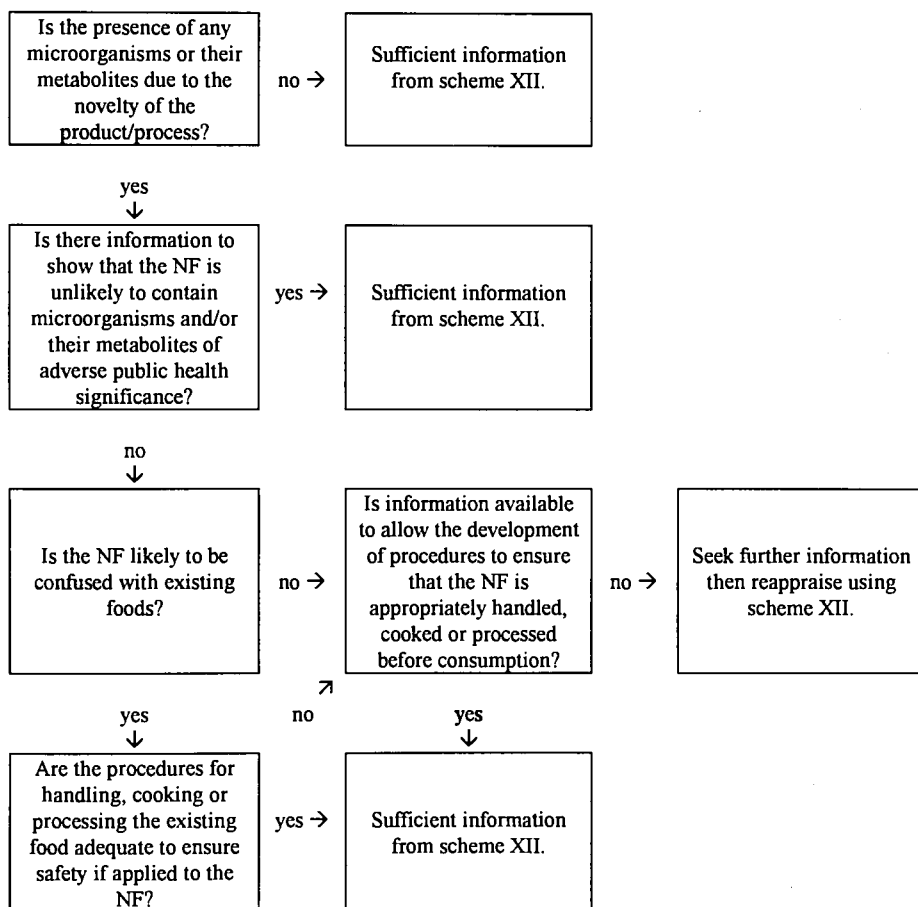 Is the presence of any
microorganisms or their
metabolites due to the
novelty of the
product/process?
no →
Sufficient information
from scheme XII.
yes
↓
Is there information to
show that the NF is
unlikely to contain
microorganisms and/or
their metabolites of
adverse public health
significance?
yes →
Sufficient information
from scheme XII.
no
↓
Is the NF likely to be
confused with existing
foods?
no →
Is information available
to allow the development
of procedures to ensure
that the NF is
appropriately handled,
cooked or processed
before consumption?
no →
Seek further information
then reappraise using
scheme XII.
yes
↓
no
↗
yes
↓
Are the procedures for
handling, cooking or
processing the existing
food adequate to ensure
safety if applied to the
NF?
yes →
Sufficient information
from scheme XII.